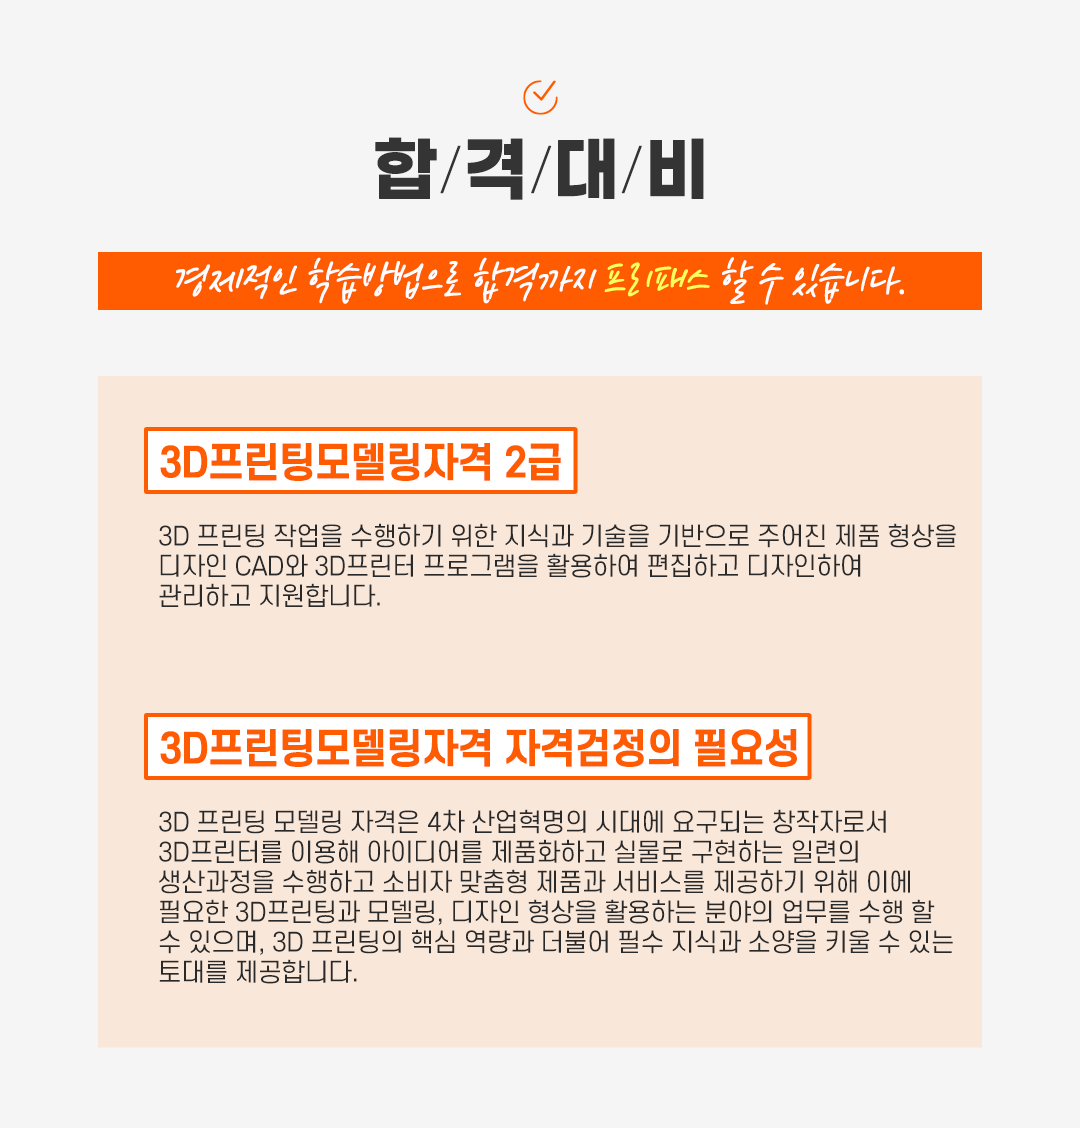 합/격/대/비
경제적인 학습방법으로 합격까지 프리패스 할 수 있습니다.
3D프린팅모델링자격 2급
3D 프린팅 작업을 수행하기 위한 지식과 기술을 기반으로 주어진 제품 형상을
디자인 CAD와 3D프린터 프로그램을 활용하여 편집하고 디자인하여
관리하고 지원합니다.
3D프린팅모델링자격 자격검정의 필요성
3D 프린팅 모델링 자격은 4차 산업혁명의 시대에 요구되는 창작자로서
3D프린터를 이용해 아이디어를 제품화하고 실물로 구현하는 일련의
생산과정을 수행하고 소비자 맞춤형 제품과 서비스를 제공하기 위해 이에
필요한 3D프린팅과 모델링, 디자인 형상을 활용하는 분야의 업무를 수행 할
수 있으며, 3D 프린팅의 핵심 역량과 더불어 필수 지식과 소양을 키울 수 있는
토대를 제공합니다.